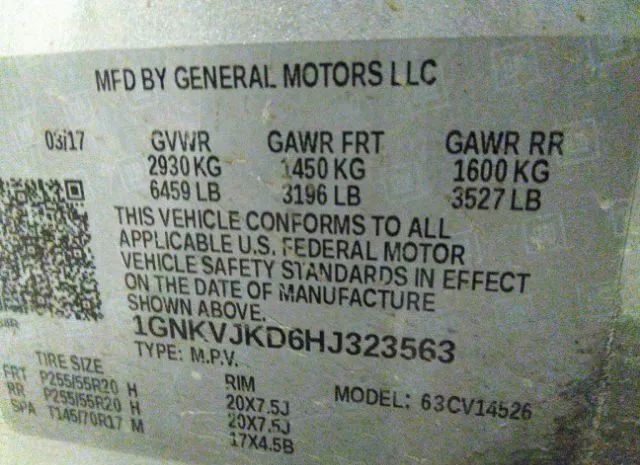 MFD BY GENERAL MOTORS LLC
03/17 GVWR GAWR FRT GAWR RR
2930 KG 1450 KG 1600 KG
6459 LB 3196 LB 3527 LB
THIS VEHICLE CONFORMS TO ALL
APPLICABLE U.S. FEDERAL MOTOR
VEHICLE SAFETY STANDARDS IN EFFECT
ON THE DATE OF MANUFACTURE
SHOWN ABOVE.
1GNKVJKD6HJ323563
TYPE: M.P.V.
TIRE SIZE RIM MODEL: 63CV14526
FRT P255/55R20 H 20X7.5J
RR P255/55R20 H 20X7.5J
SPA T145/70R17 M 17X4.5B